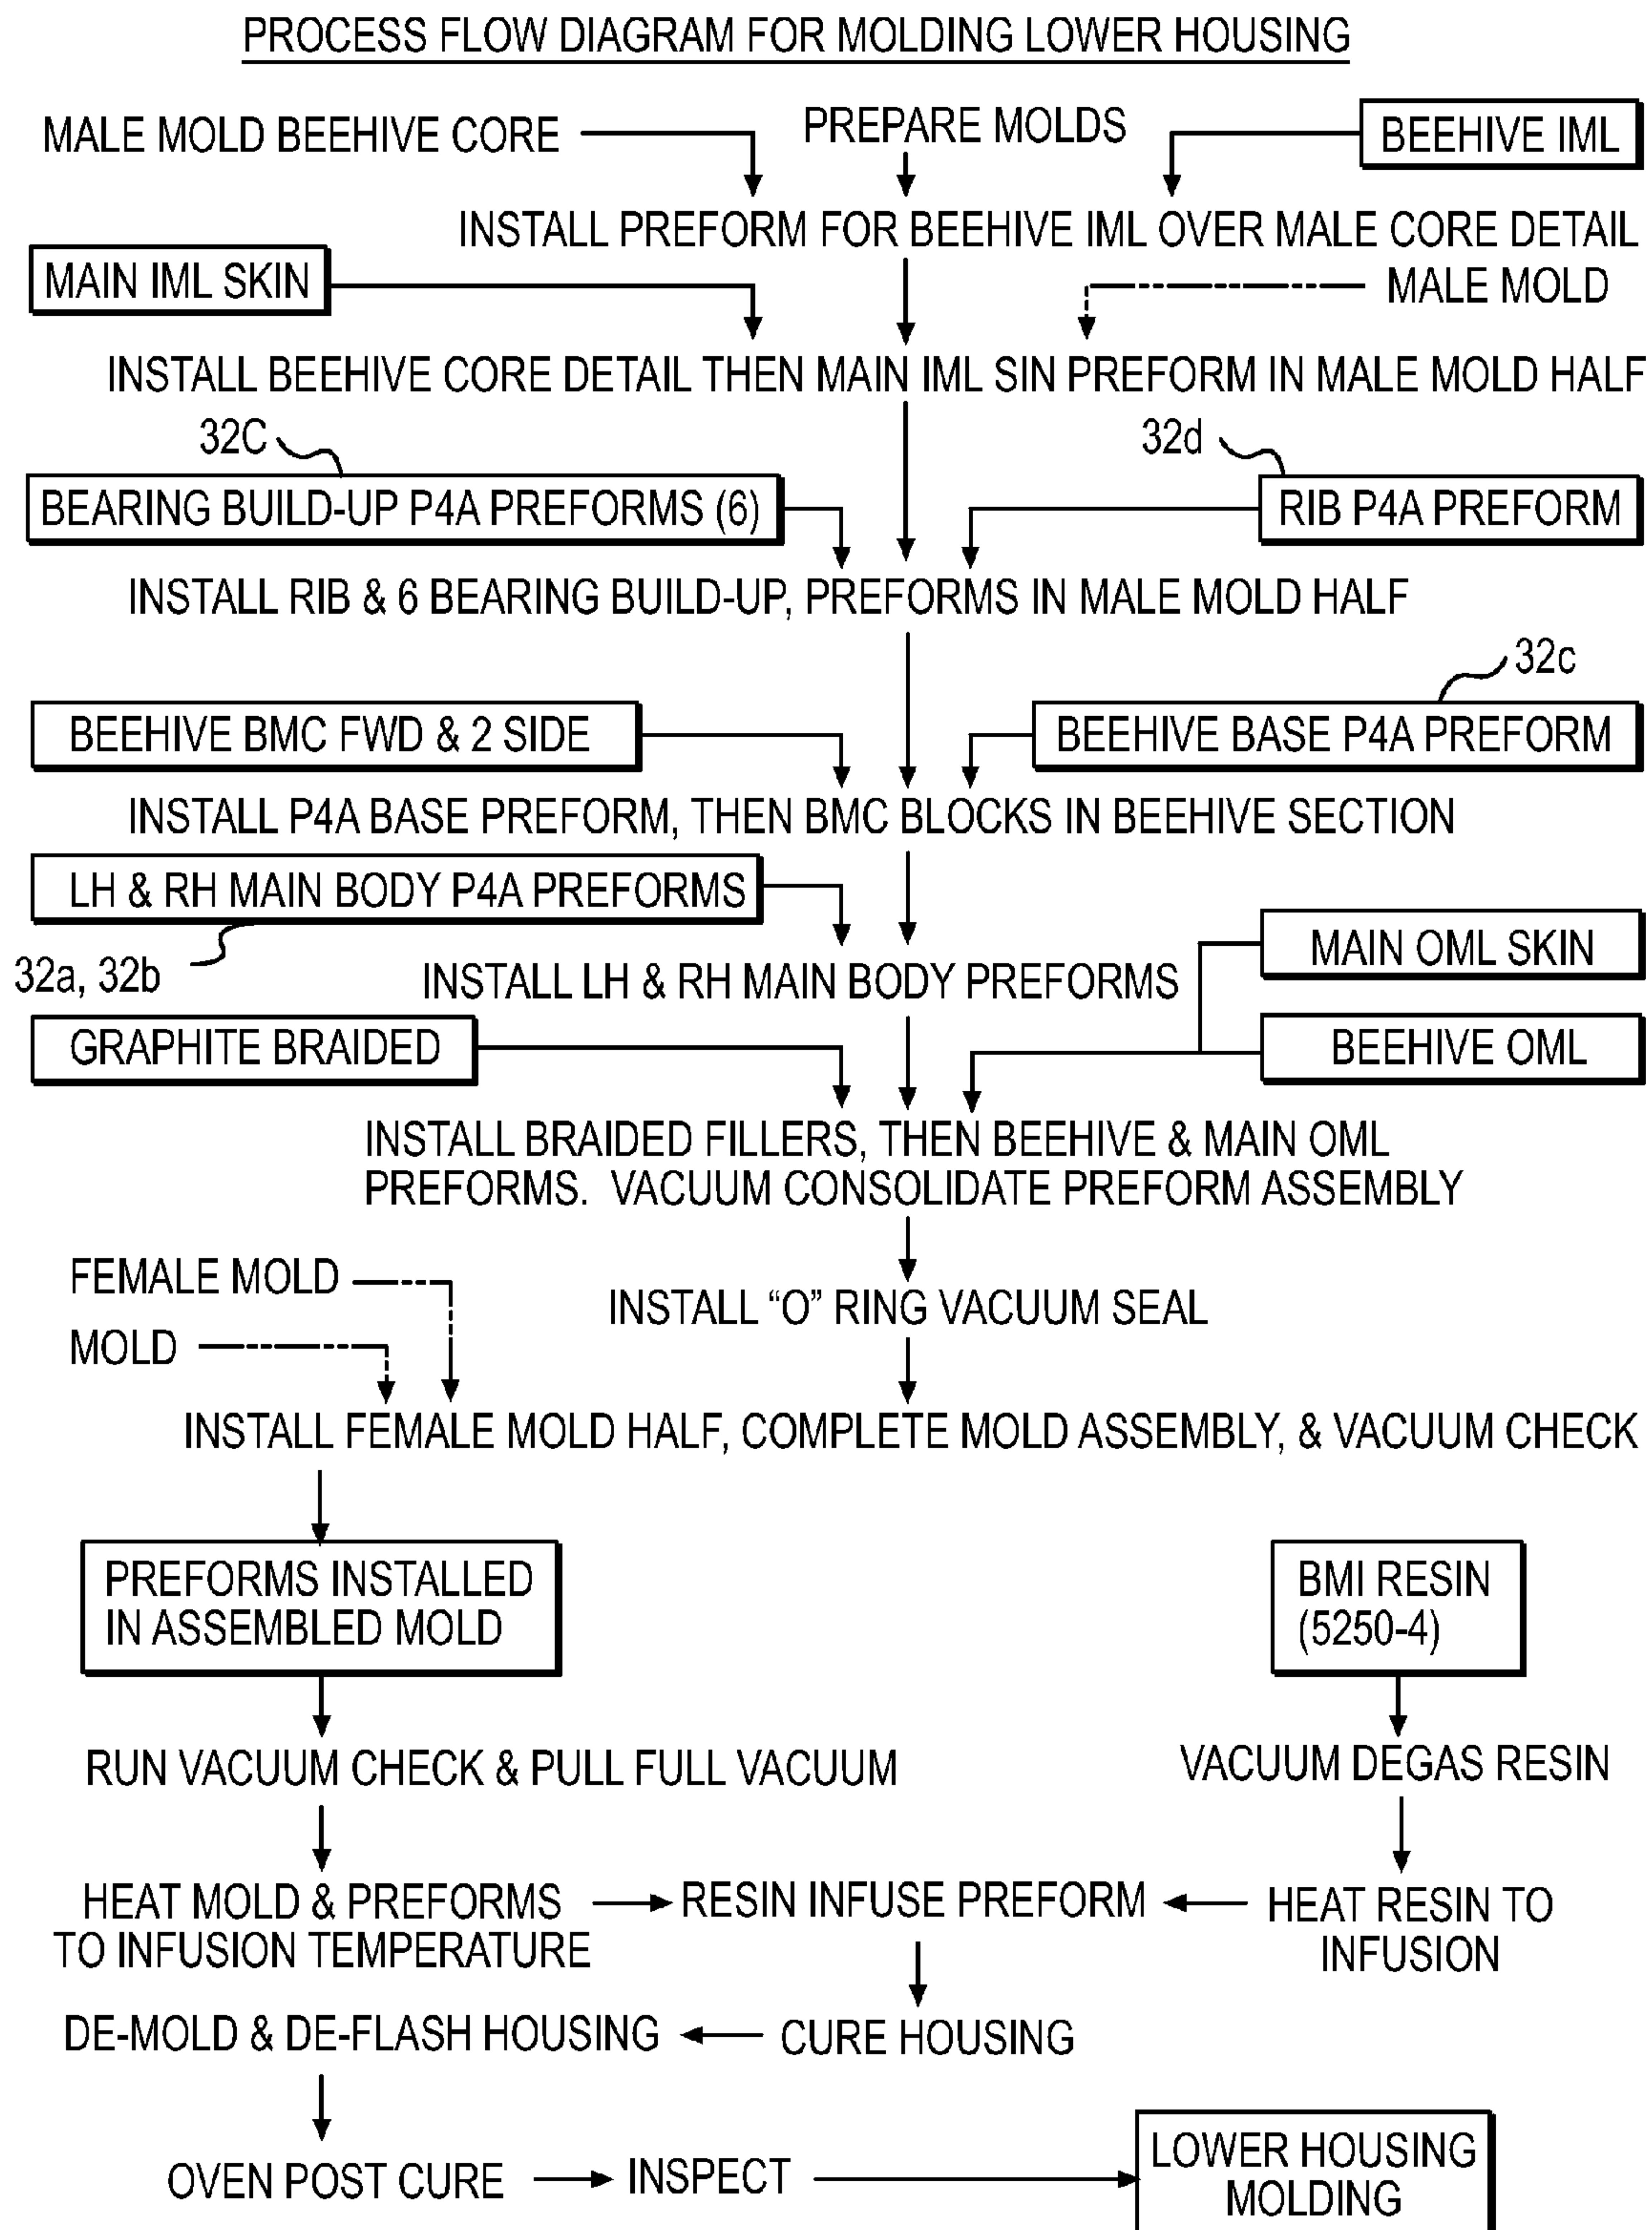 PROCESS FLOW DIAGRAM FOR MOLDING LOWER HOUSING
MALE MOLD BEEHIVE CORE
PREPARE MOLDS
BEEHIVE IML
INSTALL PREFORM FOR BEEHIVE IML OVER MALE CORE DETAIL
MAIN IML SKIN
MALE MOLD
INSTALL BEEHIVE CORE DETAIL THEN MAIN IML SIN PREFORM IN MALE MOLD HALF
32C
32d
BEARING BUILD-UP P4A PREFORMS (6)
RIB P4A PREFORM
INSTALL RIB & 6 BEARING BUILD-UP, PREFORMS IN MALE MOLD HALF
32c
BEEHIVE BMC FWD & 2 SIDE
BEEHIVE BASE P4A PREFORM
INSTALL P4A BASE PREFORM, THEN BMC BLOCKS IN BEEHIVE SECTION
LH & RH MAIN BODY P4A PREFORMS
32a, 32b
INSTALL LH & RH MAIN BODY PREFORMS
MAIN OML SKIN
GRAPHITE BRAIDED
BEEHIVE OML
INSTALL BRAIDED FILLERS, THEN BEEHIVE & MAIN OML
PREFORMS. VACUUM CONSOLIDATE PREFORM ASSEMBLY
FEMALE MOLD
INSTALL “O” RING VACUUM SEAL
MOLD
INSTALL FEMALE MOLD HALF, COMPLETE MOLD ASSEMBLY, & VACUUM CHECK
PREFORMS INSTALLED
IN ASSEMBLED MOLD
BMI RESIN
(5250-4)
RUN VACUUM CHECK & PULL FULL VACUUM
VACUUM DEGAS RESIN
HEAT MOLD & PREFORMS
TO INFUSION TEMPERATURE
RESIN INFUSE PREFORM
HEAT RESIN TO
INFUSION
DE-MOLD & DE-FLASH HOUSING
CURE HOUSING
OVEN POST CURE
INSPECT
LOWER HOUSING
MOLDING